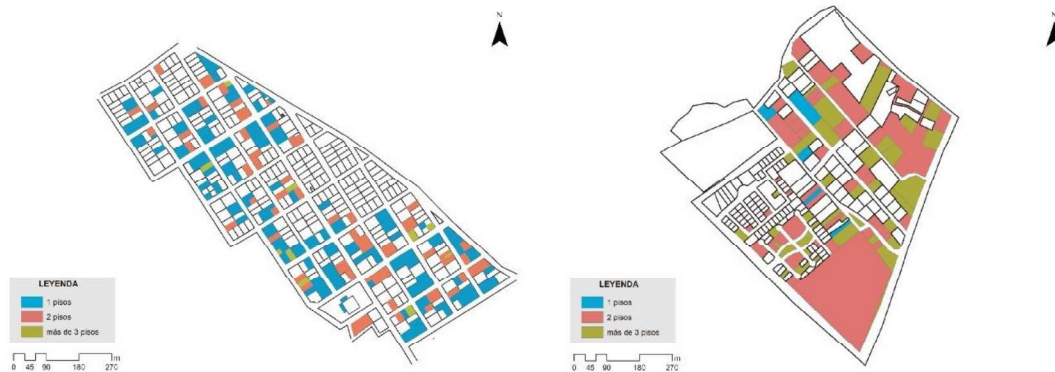 N
LEYENDA
1 pisos
2 pisos
más de 3 pisos
0 45 90 180 270 m
N
LEYENDA
1 pisos
2 pisos
más de 3 pisos
0 45 90 180 270 m